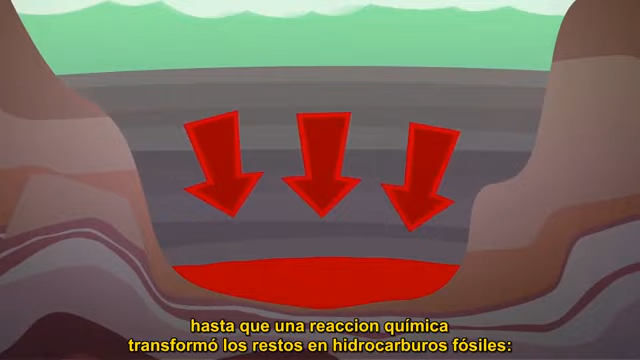 hasta que una reaccion química
transformó los restos en hidrocarburos fósiles: